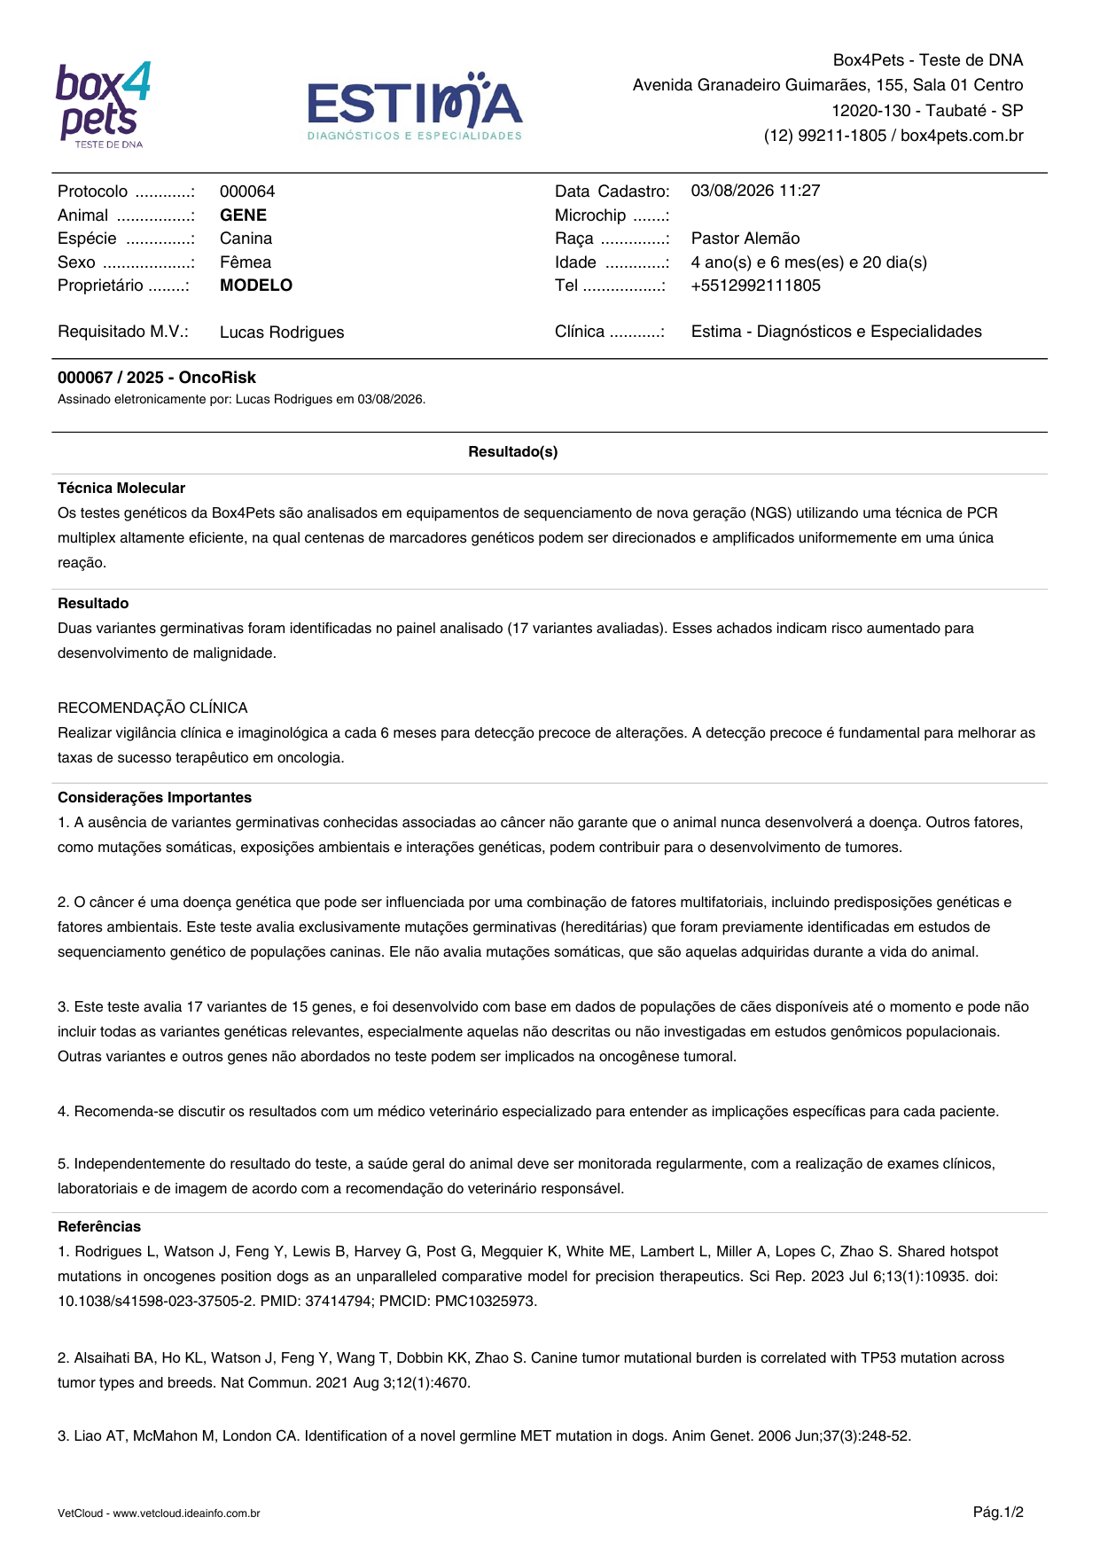 box4
pets
TESTE DE DNA
ESTIMA
DIAGNÓSTICOS E ESPECIALIDADES
Box4Pets - Teste de DNA
Avenida Granadeiro Guimarães, 155, Sala 01 Centro
12020-130 - Taubaté - SP
(12) 99211-1805 / box4pets.com.br
Protocolo ............: 000064 Data Cadastro: 03/08/2026 11:27
Animal ................: GENE Microchip .......:
Espécie ..............: Canina Raça ..............: Pastor Alemão
Sexo ...................: Fêmea Idade .............: 4 ano(s) e 6 mes(es) e 20 dia(s)
Proprietário ........: MODELO Tel .................: +5512992111805
Requisitado M.V.: Lucas Rodrigues Clínica ...........: Estima - Diagnósticos e Especialidades
000067 / 2025 - OncoRisk
Assinado eletronicamente por: Lucas Rodrigues em 03/08/2026.
Resultado(s)
Técnica Molecular
Os testes genéticos da Box4Pets são analisados em equipamentos de sequenciamento de nova geração (NGS) utilizando uma técnica de PCR
multiplex altamente eficiente, na qual centenas de marcadores genéticos podem ser direcionados e amplificados uniformemente em uma única
reação.
Resultado
Duas variantes germinativas foram identificadas no painel analisado (17 variantes avaliadas). Esses achados indicam risco aumentado para
desenvolvimento de malignidade.
RECOMENDAÇÃO CLÍNICA
Realizar vigilância clínica e imaginológica a cada 6 meses para detecção precoce de alterações. A detecção precoce é fundamental para melhorar as
taxas de sucesso terapêutico em oncologia.
Considerações Importantes
1. A ausência de variantes germinativas conhecidas associadas ao câncer não garante que o animal nunca desenvolverá a doença. Outros fatores,
como mutações somáticas, exposições ambientais e interações genéticas, podem contribuir para o desenvolvimento de tumores.
2. O câncer é uma doença genética que pode ser influenciada por uma combinação de fatores multifatoriais, incluindo predisposições genéticas e
fatores ambientais. Este teste avalia exclusivamente mutações germinativas (hereditárias) que foram previamente identificadas em estudos de
sequenciamento genético de populações caninas. Ele não avalia mutações somáticas, que são aquelas adquiridas durante a vida do animal.
3. Este teste avalia 17 variantes de 15 genes, e foi desenvolvido com base em dados de populações de cães disponíveis até o momento e pode não
incluir todas as variantes genéticas relevantes, especialmente aquelas não descritas ou não investigadas em estudos genômicos populacionais.
Outras variantes e outros genes não abordados no teste podem ser implicados na oncogênese tumoral.
4. Recomenda-se discutir os resultados com um médico veterinário especializado para entender as implicações específicas para cada paciente.
5. Independentemente do resultado do teste, a saúde geral do animal deve ser monitorada regularmente, com a realização de exames clínicos,
laboratoriais e de imagem de acordo com a recomendação do veterinário responsável.
Referências
1. Rodrigues L, Watson J, Feng Y, Lewis B, Harvey G, Post G, Megquier K, White ME, Lambert L, Miller A, Lopes C, Zhao S. Shared hotspot
mutations in oncogenes position dogs as an unparalleled comparative model for precision therapeutics. Sci Rep. 2023 Jul 6;13(1):10935. doi:
10.1038/s41598-023-37505-2. PMID: 37414794; PMCID: PMC10325973.
2. Alsaihati BA, Ho KL, Watson J, Feng Y, Wang T, Dobbin KK, Zhao S. Canine tumor mutational burden is correlated with TP53 mutation across
tumor types and breeds. Nat Commun. 2021 Aug 3;12(1):4670.
3. Liao AT, McMahon M, London CA. Identification of a novel germline MET mutation in dogs. Anim Genet. 2006 Jun;37(3):248-52.
VetCloud - www.vetcloud.ideainfo.com.br Pág.1/2